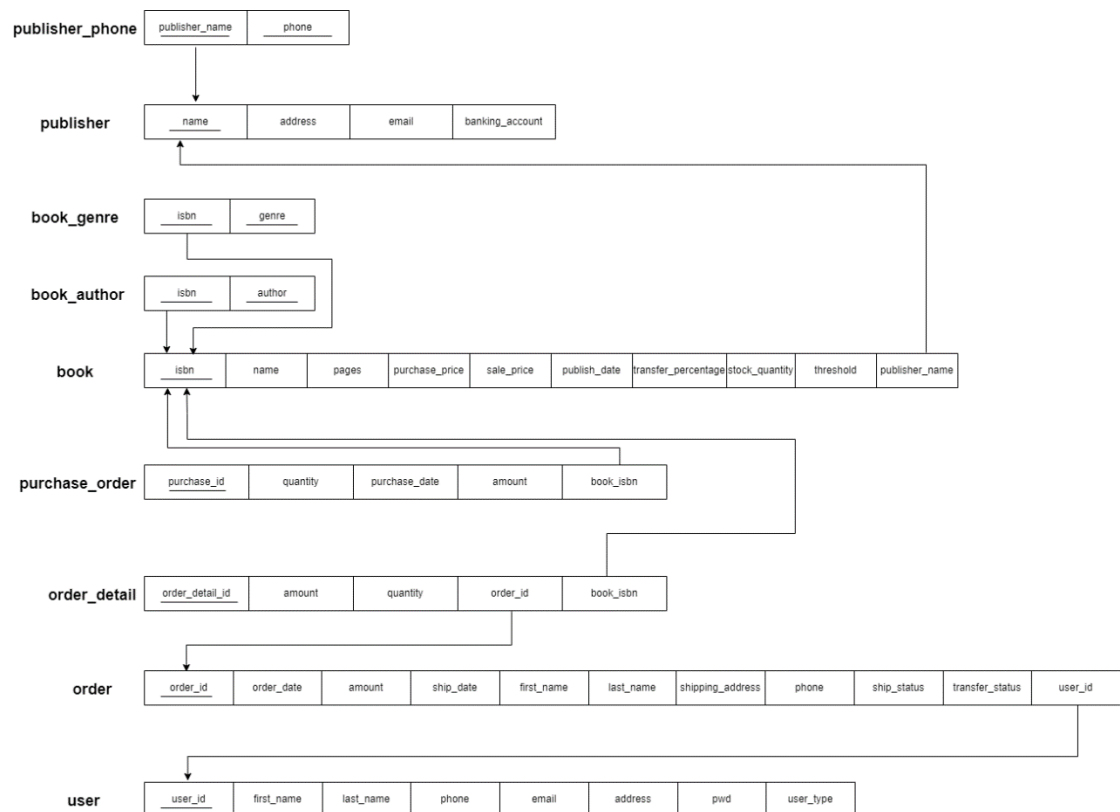 publisher_phone publisher_name phone
publisher name address email banking_account
book_genre isbn genre
book_author isbn author
book isbn name pages purchase_price sale_price publish_date transfer_percentage stock_quantity threshold publisher_name
purchase_order purchase_id quantity purchase_date amount book_isbn
order_detail order_detail_id amount quantity order_id book_isbn
order order_id order_date amount ship_date first_name last_name shipping_address phone ship_status transfer_status user_id
user user_id first_name last_name phone email address pwd user_type